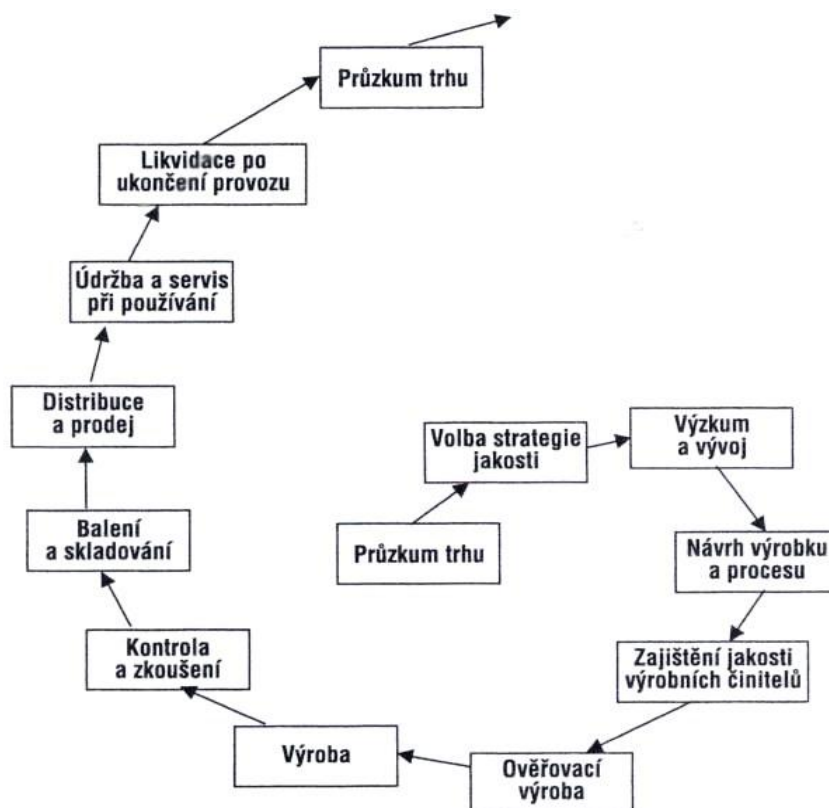 Průzkum trhu
Likvidace po
ukončení provozu
Údržba a servis
při používání
Distribuce
a prodej
Volba strategie
jakosti
Výzkum
a vývoj
Balení
a skladování
Průzkum trhu
Návrh výrobku
a procesu
Kontrola
a zkoušení
Zajištění jakosti
výrobních činitelů
Výroba
Ověřovací
výroba